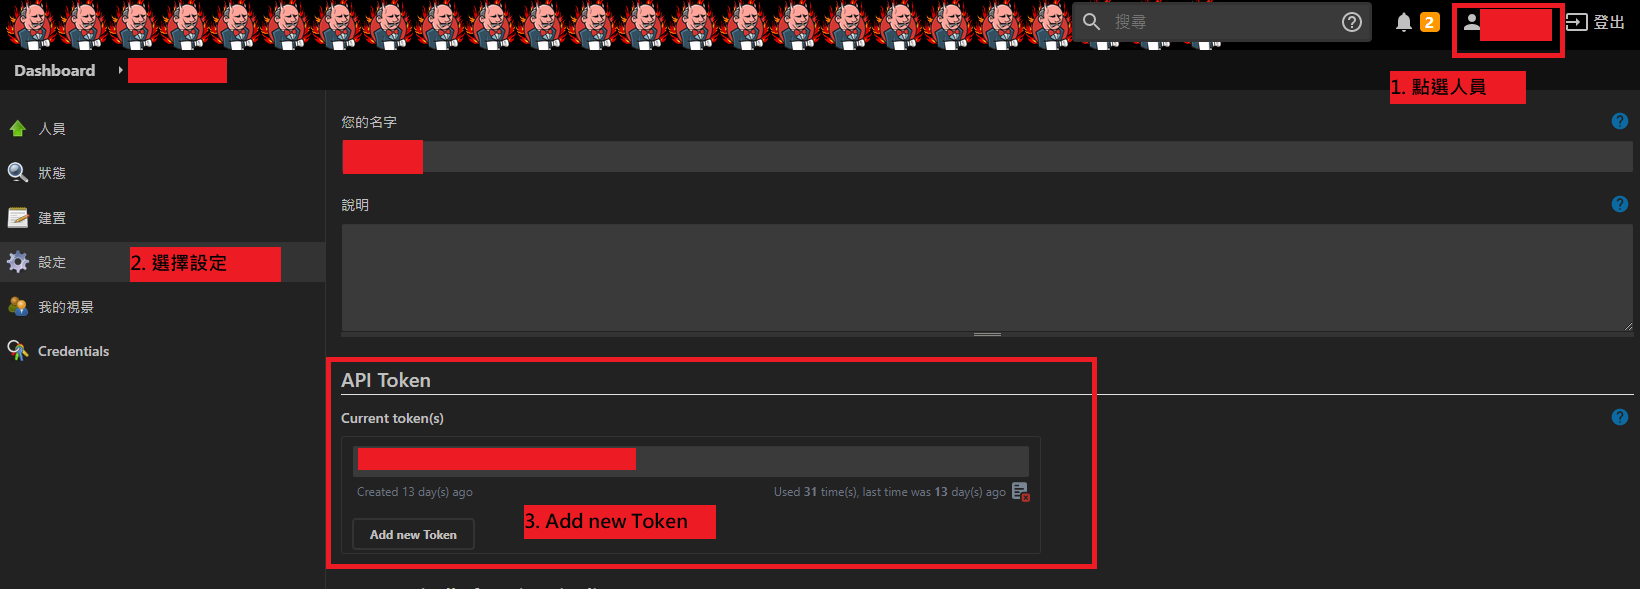 搜尋
2
登出
Dashboard
1. 點選人員
人員
狀態
建置
設定
2. 選擇設定
我的視景
Credentials
您的名字
說明
API Token
Current token(s)
Created 13 day(s) ago
Used 31 time(s), last time was 13 day(s) ago
3. Add new Token
Add new Token